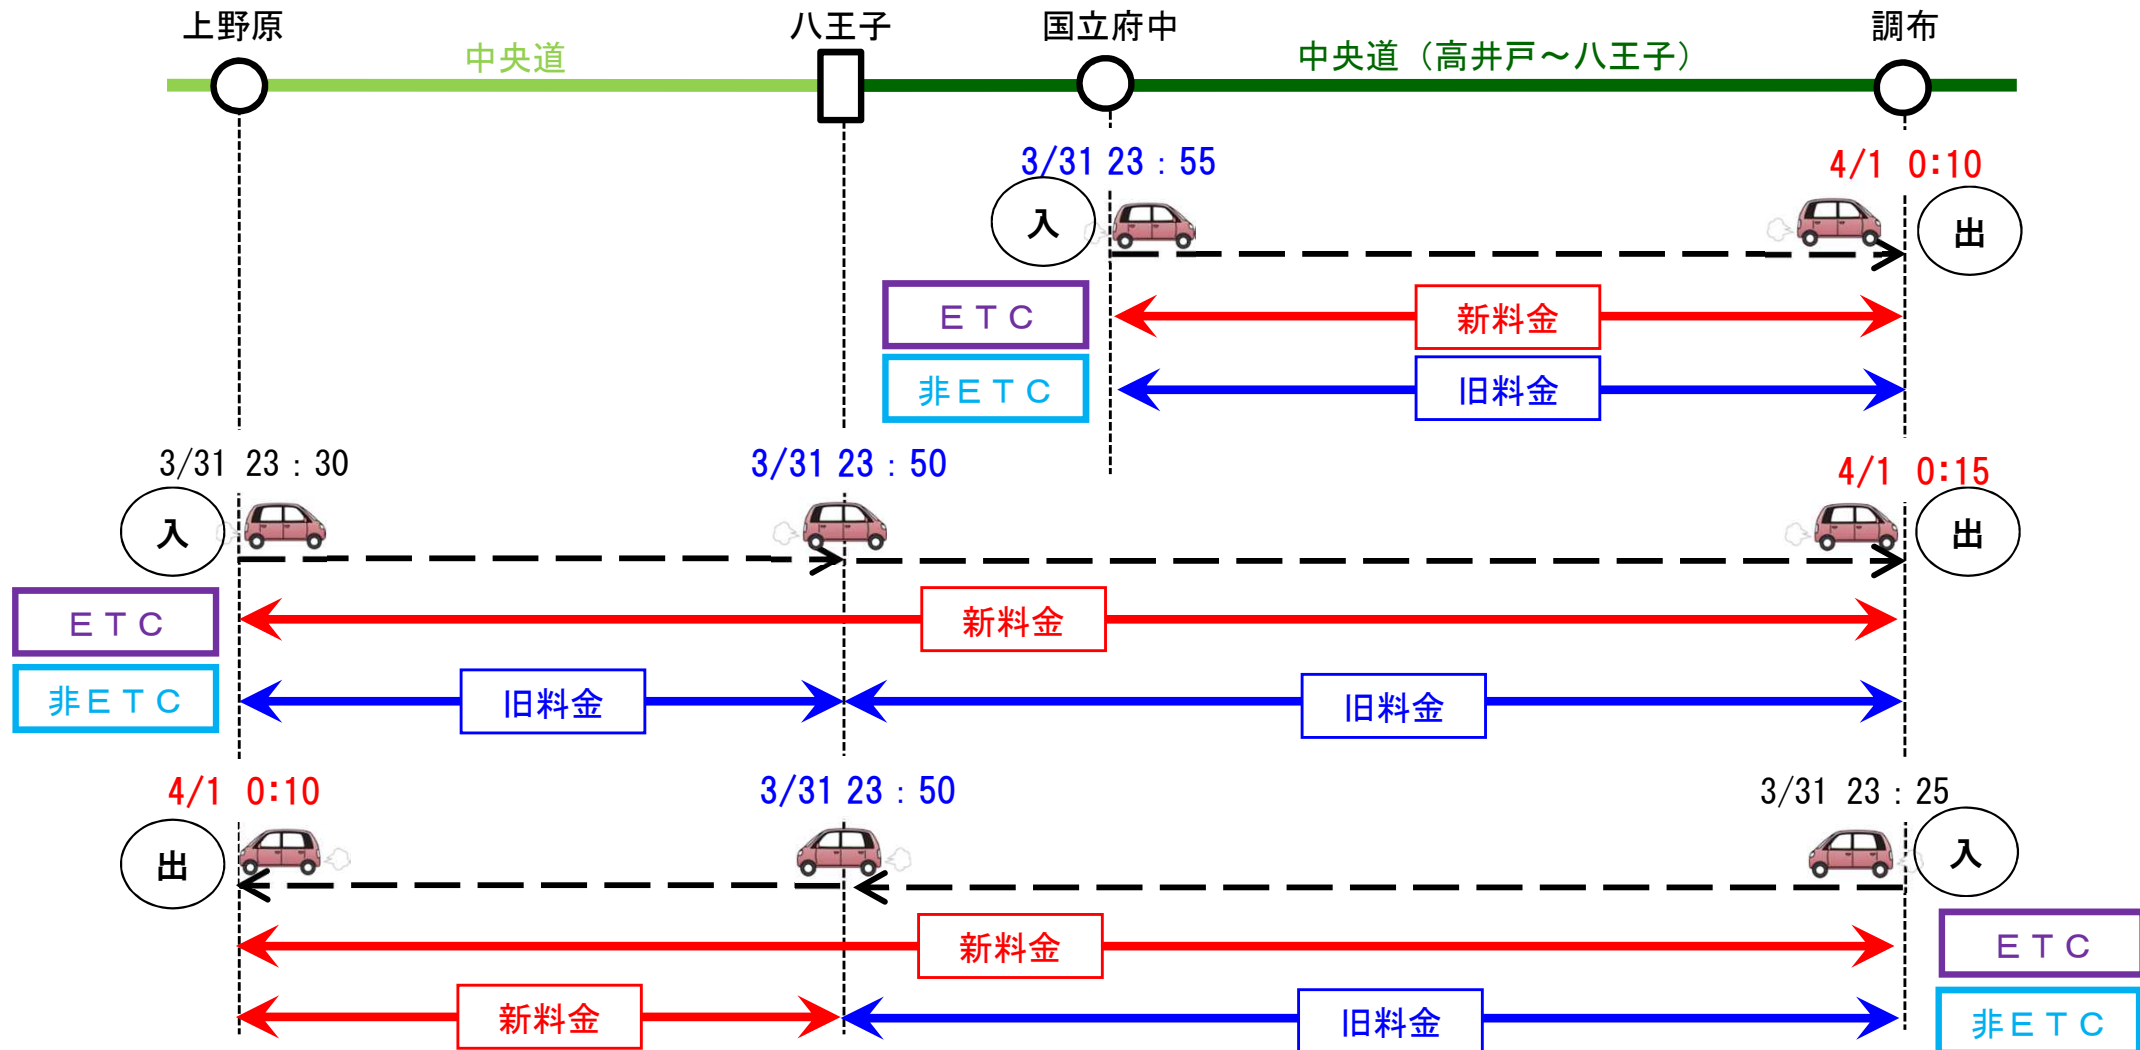 上野原
八王子
国立府中
調布
中央道
中央道（高井戸～八王子）
3/31 23：55
4/1 0:10
入
出
ＥＴＣ
新料金
非ＥＴＣ
旧料金
3/31 23：30
3/31 23：50
4/1 0:15
入
出
ＥＴＣ
新料金
非ＥＴＣ
旧料金
旧料金
4/1 0:10
3/31 23：50
3/31 23：25
出
入
新料金
ＥＴＣ
新料金
旧料金
非ＥＴＣ